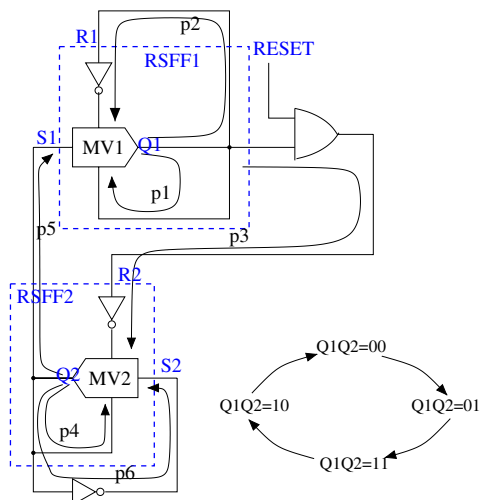 p2
R1
RSFF1
RESET
S1
MV1
Q1
p1
p5
p3
R2
RSFF2
S2
Q2
MV2
p4
p6
Q1Q2=00
Q1Q2=10
Q1Q2=01
Q1Q2=11